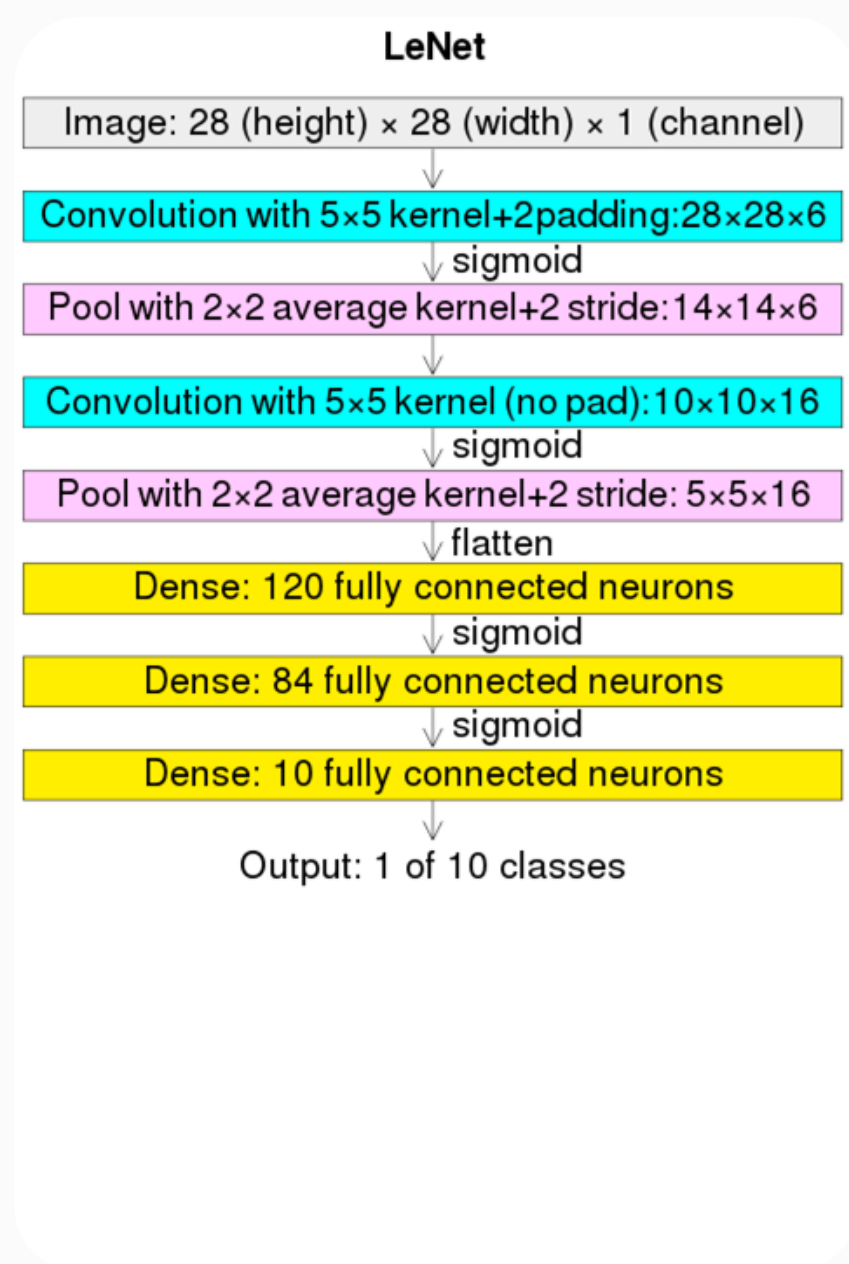 LeNet
Image: 28 (height) × 28 (width) × 1 (channel)
Convolution with 5×5 kernel+2padding:28×28×6
sigmoid
Pool with 2×2 average kernel+2 stride:14×14×6
Convolution with 5×5 kernel (no pad):10×10×16
sigmoid
Pool with 2×2 average kernel+2 stride: 5×5×16
flatten
Dense: 120 fully connected neurons
sigmoid
Dense: 84 fully connected neurons
sigmoid
Dense: 10 fully connected neurons
Output: 1 of 10 classes